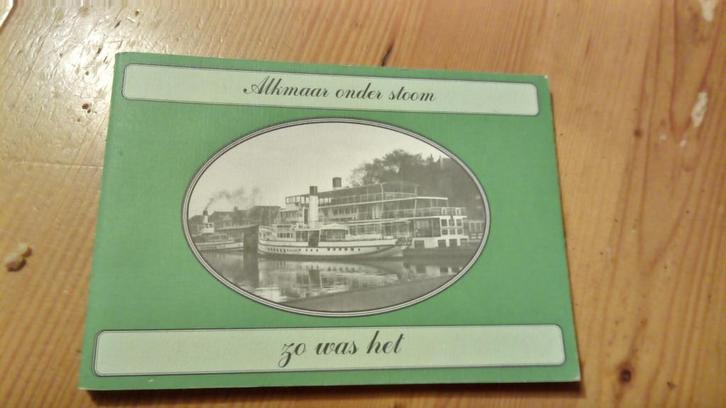 Alkmaar onder stoom
zo was het